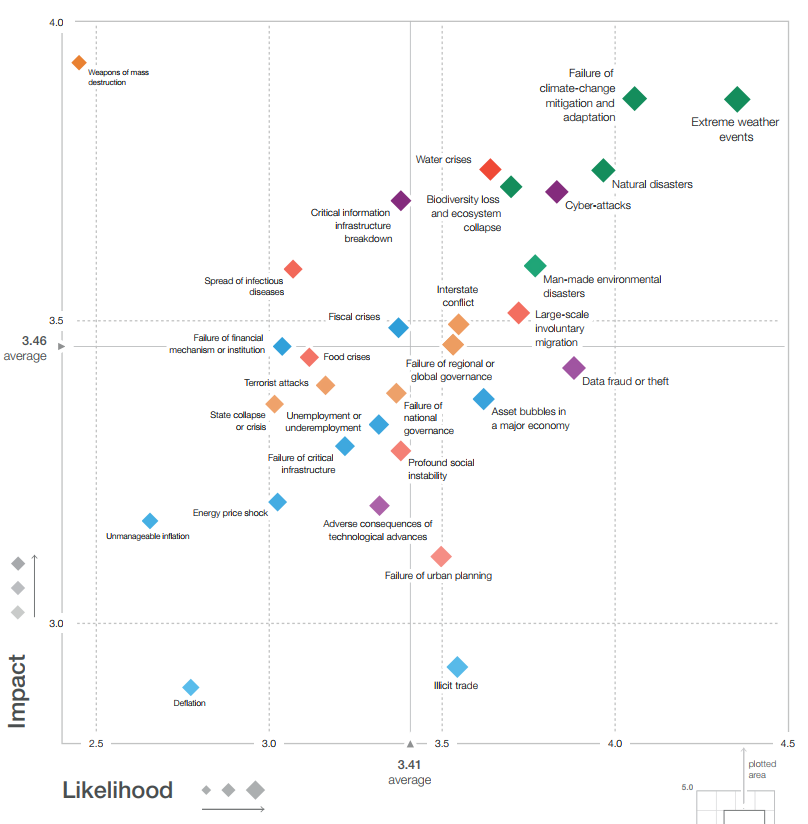 4.0
Weapons of mass
destruction
Failure of
climate-change
mitigation and
adaptation
Extreme weather
events
Water crises
Natural disasters
Biodiversity loss
and ecosystem
collapse
Cyber-attacks
Critical information
infrastructure
breakdown
Spread of infectious
diseases
Man-made environmental
disasters
Interstate
conflict
Fiscal crises
Large-scale
involuntary
migration
3.5
3.46
average
Failure of financial
mechanism or institution
Food crises
Failure of regional or
global governance
Data fraud or theft
Terrorist attacks
State collapse
or crisis
Unemployment or
underemployment
Failure of
national
governance
Asset bubbles in
a major economy
Failure of critical
infrastructure
Profound social
instability
Energy price shock
Adverse consequences of
technological advances
Unmanageable inflation
Failure of urban planning
3.0
Illicit trade
Deflation
Impact
2.5
3.0
3.5
4.0
4.5
3.41
average
plotted
area
5.0
Likelihood